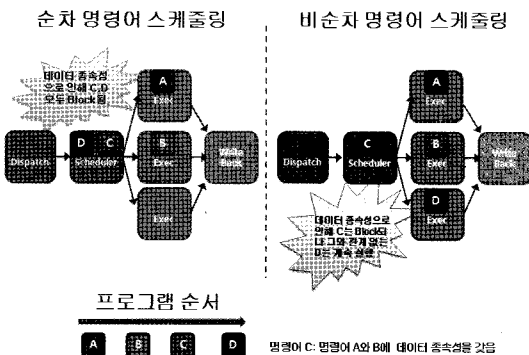 순차 명령어 스케줄링
비순차 명령어 스케줄링
데이터 종속성
으로 인해 C,D
모두 Block됨
A
Exec
Dispatch
D C
Scheduler
B
Exec
Write
Back
Exec
A
Exec
Dispatch
C
Scheduler
B
Exec
Write
Back
D
Exec
데이터 종속성으로
인해 C는 Block되
나 그와 관계 없는
D는 계속 실행
프로그램 순서
A B C D
명령어 C: 명령어 A와 B에 데이터 종속성을 갖음